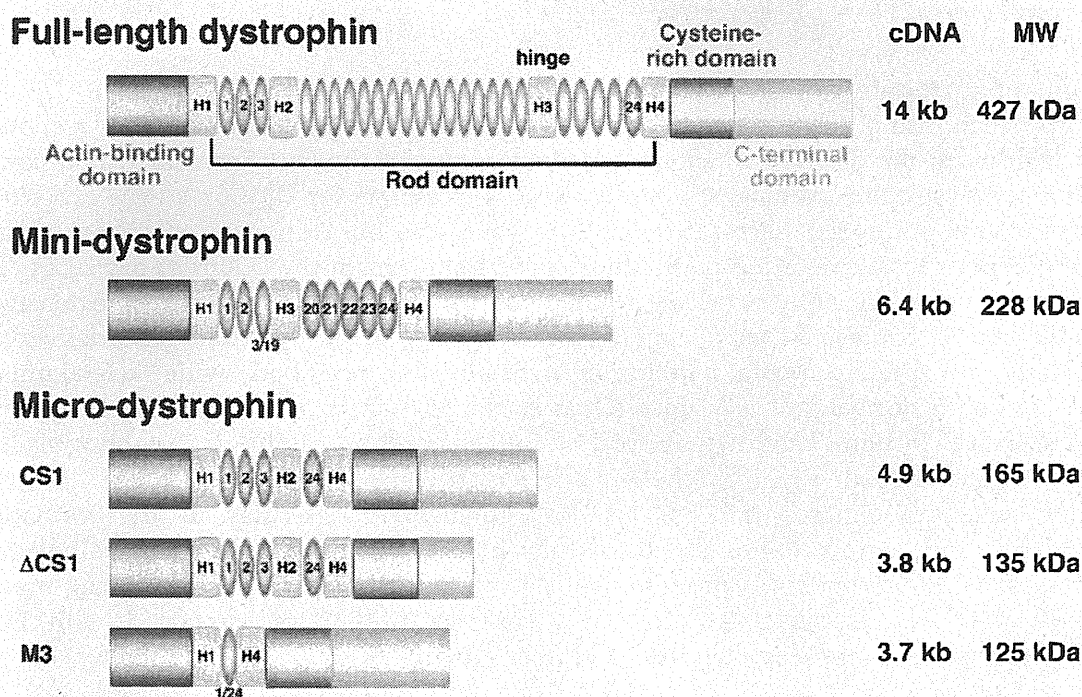 Full-length dystrophin
Cysteine-rich domain
cDNA MW
hinge
H1 1 2 3 H2 H3 24 H4
14 kb 427 kDa
Actin-binding domain
Rod domain
C-terminal domain
Mini-dystrophin
H1 1 2 H3 20 21 22 23 24 H4
3/19
6.4 kb 228 kDa
Micro-dystrophin
CS1 H1 1 2 3 H2 24 H4 4.9 kb 165 kDa
ΔCS1 H1 1 2 3 H2 24 H4 3.8 kb 135 kDa
M3 H1 H4 3.7 kb 125 kDa
1/24